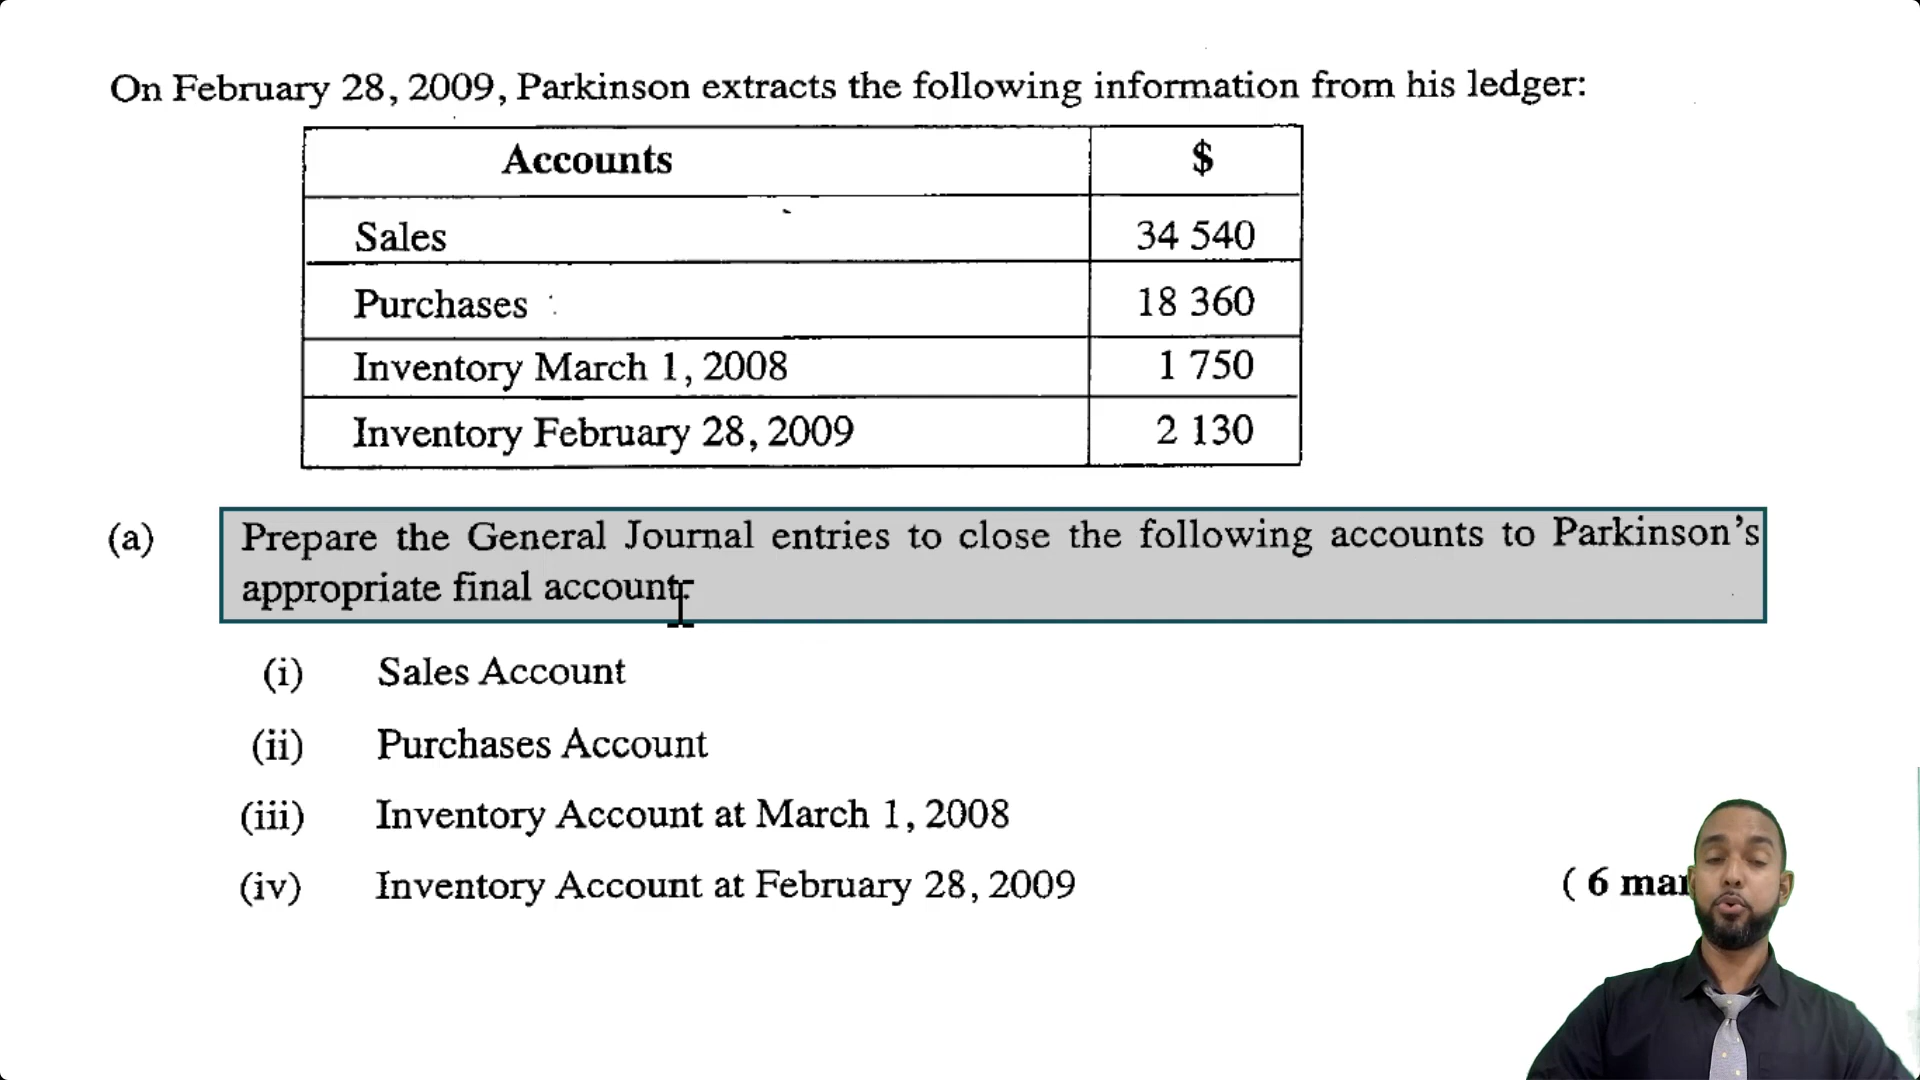 On February 28, 2009, Parkinson extracts the following information from his ledger:
Accounts $
Sales 34 540
Purchases 18 360
Inventory March 1, 2008 1 750
Inventory February 28, 2009 2 130
(a) Prepare the General Journal entries to close the following accounts to Parkinson's
appropriate final account
(i) Sales Account
(ii) Purchases Account
(iii) Inventory Account at March 1, 2008
(iv) Inventory Account at February 28, 2009
( 6